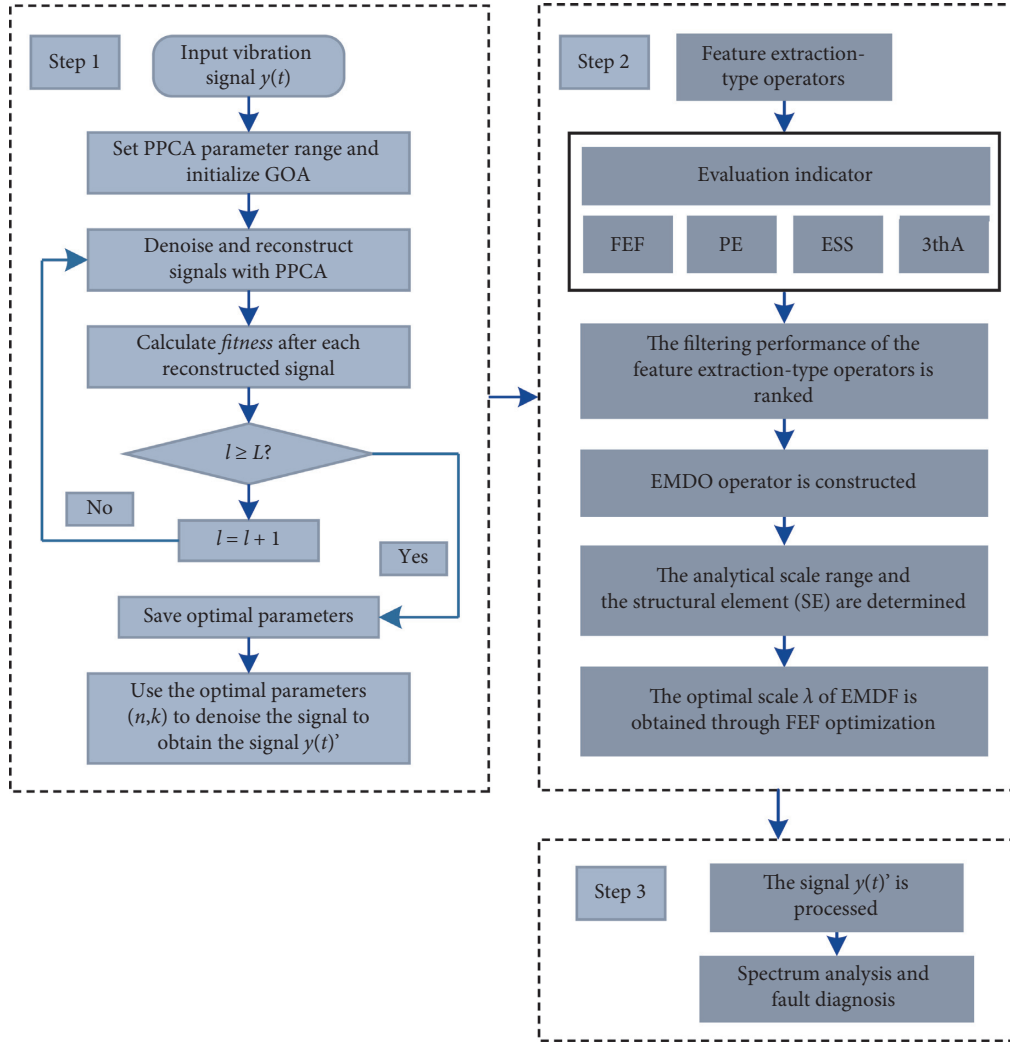 Step 1
Input vibration
signal y(t)
Set PPCA parameter range and
initialize GOA
Denoise and reconstruct
signals with PPCA
Calculate fitness after each
reconstructed signal
l ≥ L?
No
l = l + 1
Yes
Save optimal parameters
Use the optimal parameters
(n,k) to denoise the signal to
obtain the signal y(t)’
Step 2
Feature extraction-
type operators
Evaluation indicator
FEF
PE
ESS
3thA
The filtering performance of the
feature extraction-type operators is
ranked
EMDO operator is constructed
The analytical scale range and
the structural element (SE) are determined
The optimal scale λ of EMDF is
obtained through FEF optimization
Step 3
The signal y(t)’ is
processed
Spectrum analysis and
fault diagnosis